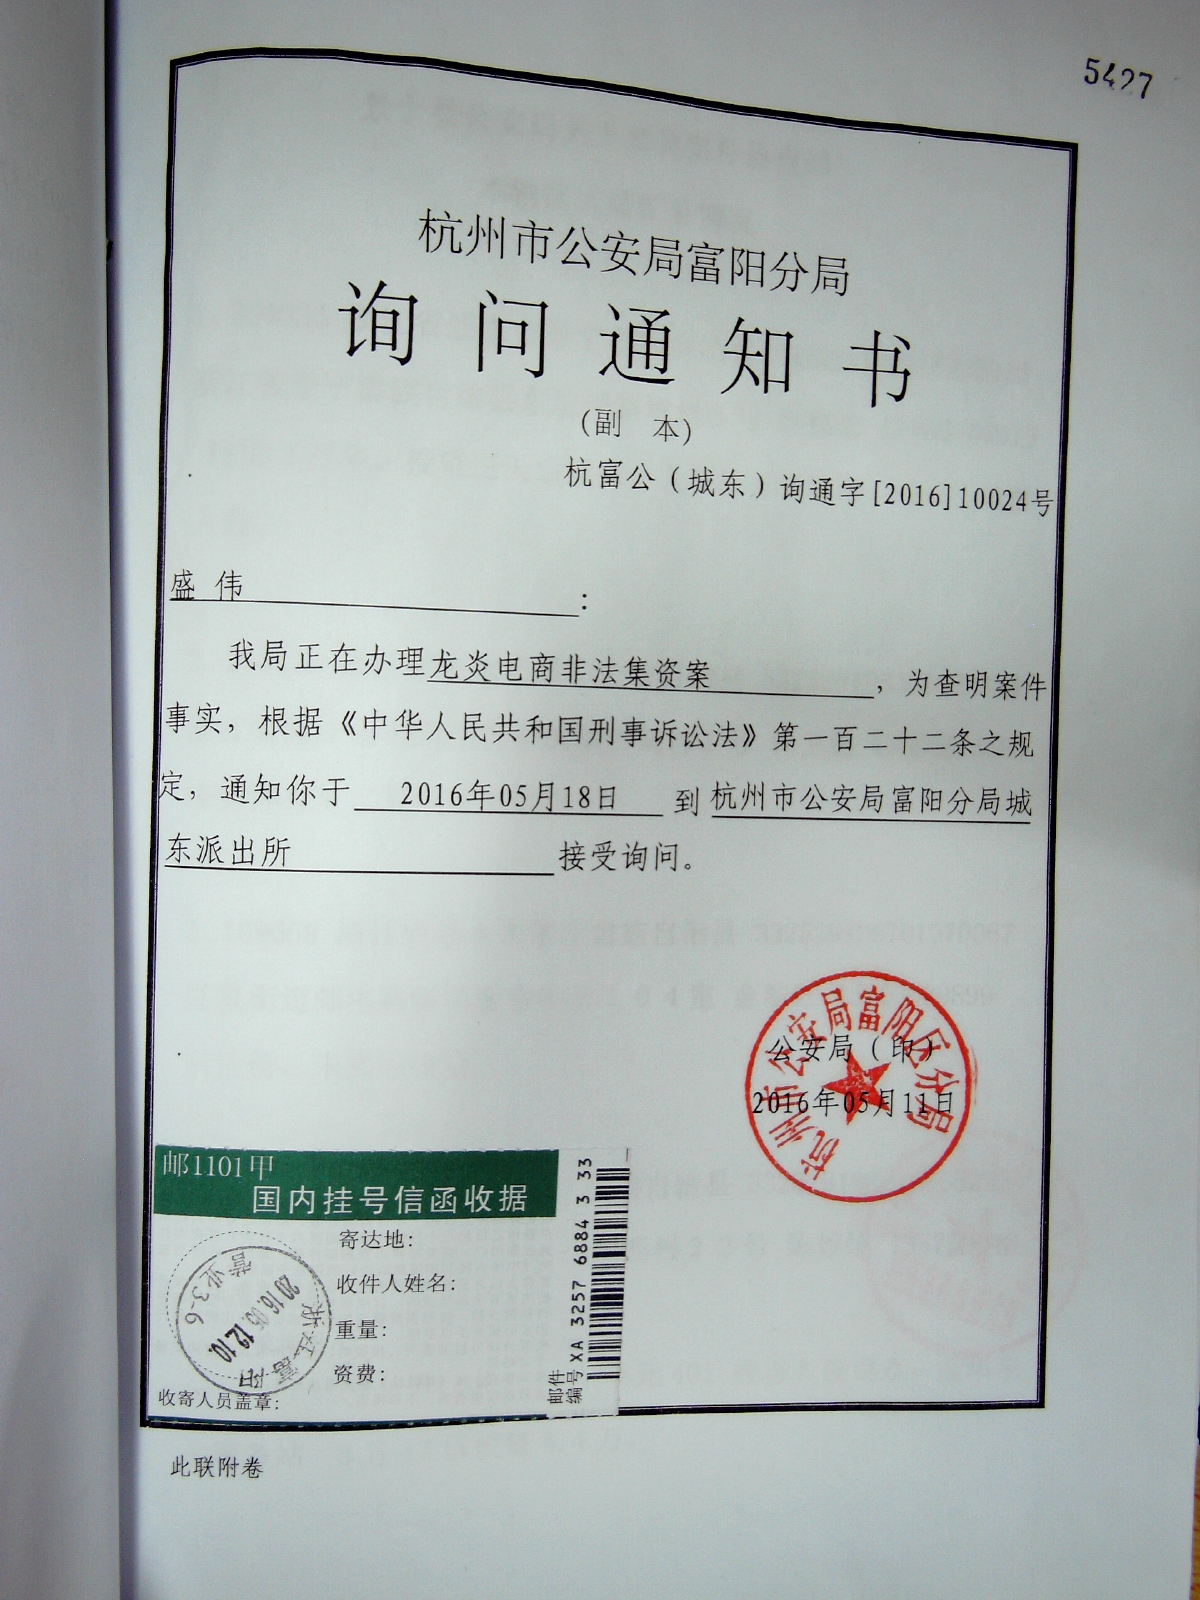 5427
杭州市公安局富阳分局
询问通知书
(副 本)
杭富公(城东)询通字[2016]10024号
盛 伟:
我局正在办理龙炎电商非法集资案,为查明案件
事实,根据《中华人民共和国刑事诉讼法》第一百二十二条之规
定,通知你于 2016年05月18日 到杭州市公安局富阳分局城
东派出所 接受询问。
杭州市公安局富阳区分局
公安局(印)
2016年05月11日
邮1101甲
国内挂号信函收据
寄达地:
收件人姓名:
重量:
资费:
收寄人员盖章:
浙江富阳
2016.05.12.10
营业3-6
邮件
编号 XA 3257 6884 3 33
此联附卷